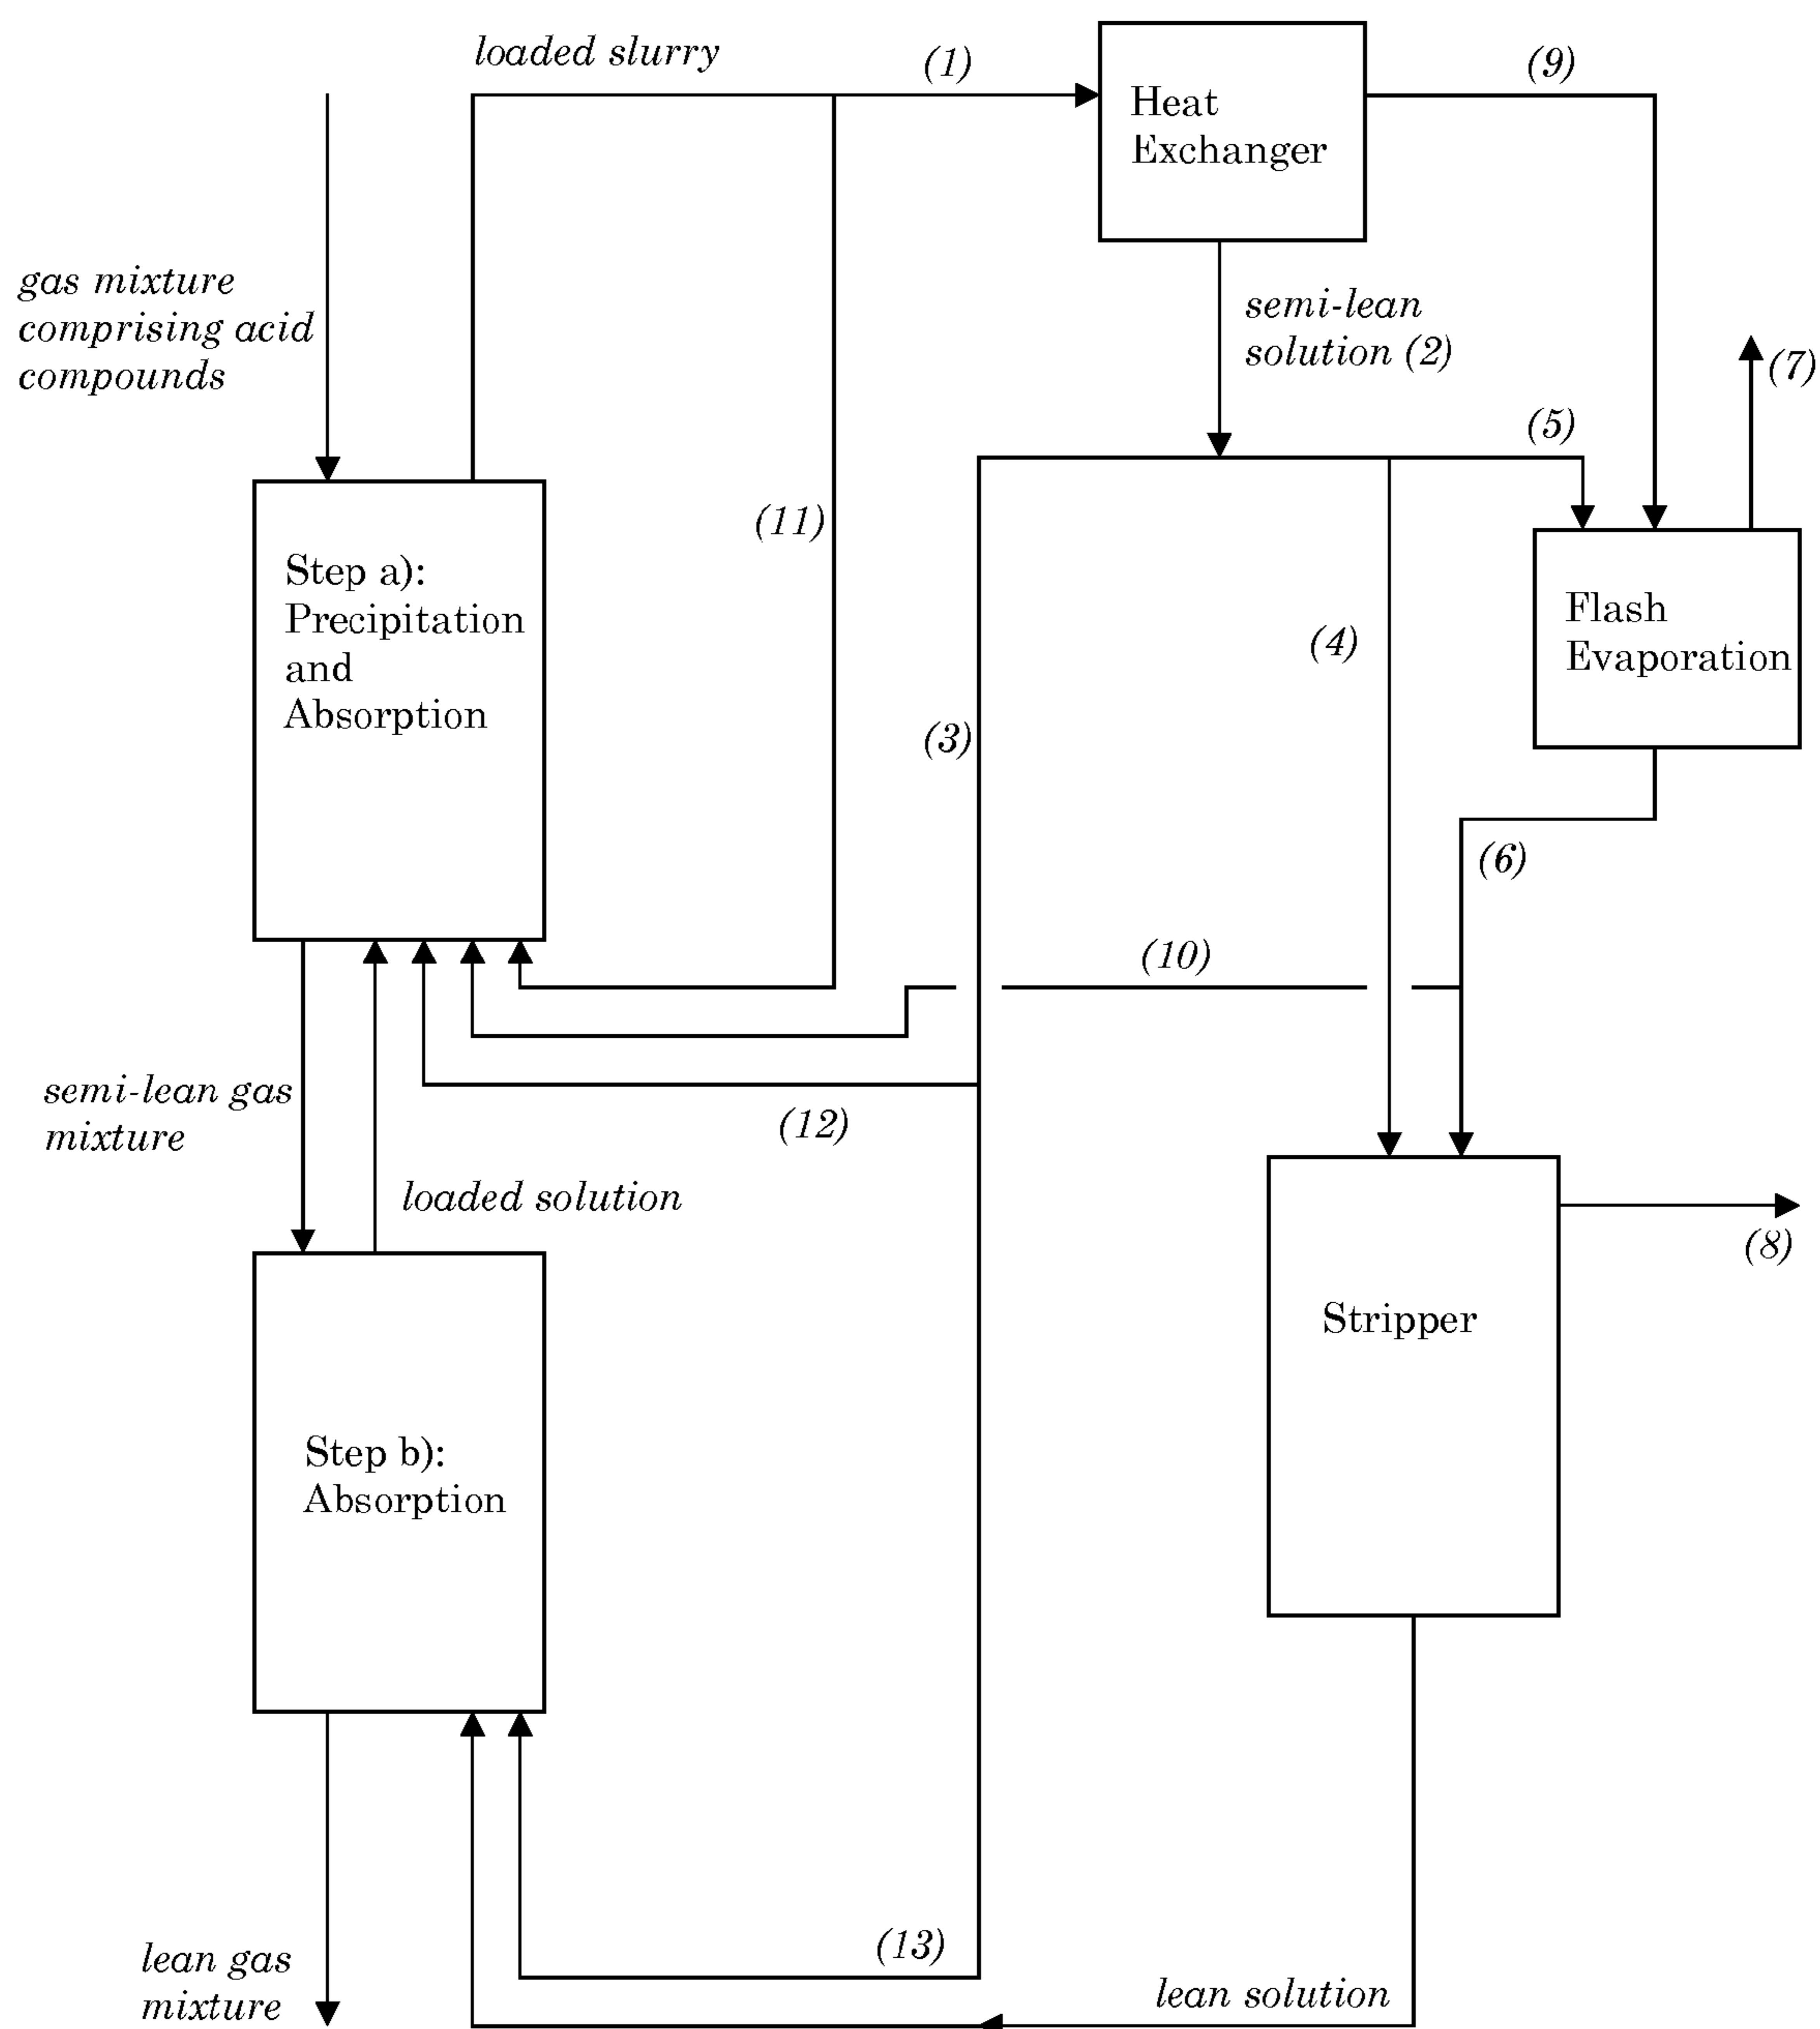 loaded slurry
(1)
(9)
Heat
Exchanger
gas mixture
comprising acid
compounds
semi-lean
solution (2)
(7)
(5)
(11)
Step a):
Precipitation
and
Absorption
(4)
Flash
Evaporation
(3)
(6)
(10)
semi-lean gas
mixture
(12)
loaded solution
(8)
Stripper
Step b):
Absorption
(13)
lean gas
mixture
lean solution